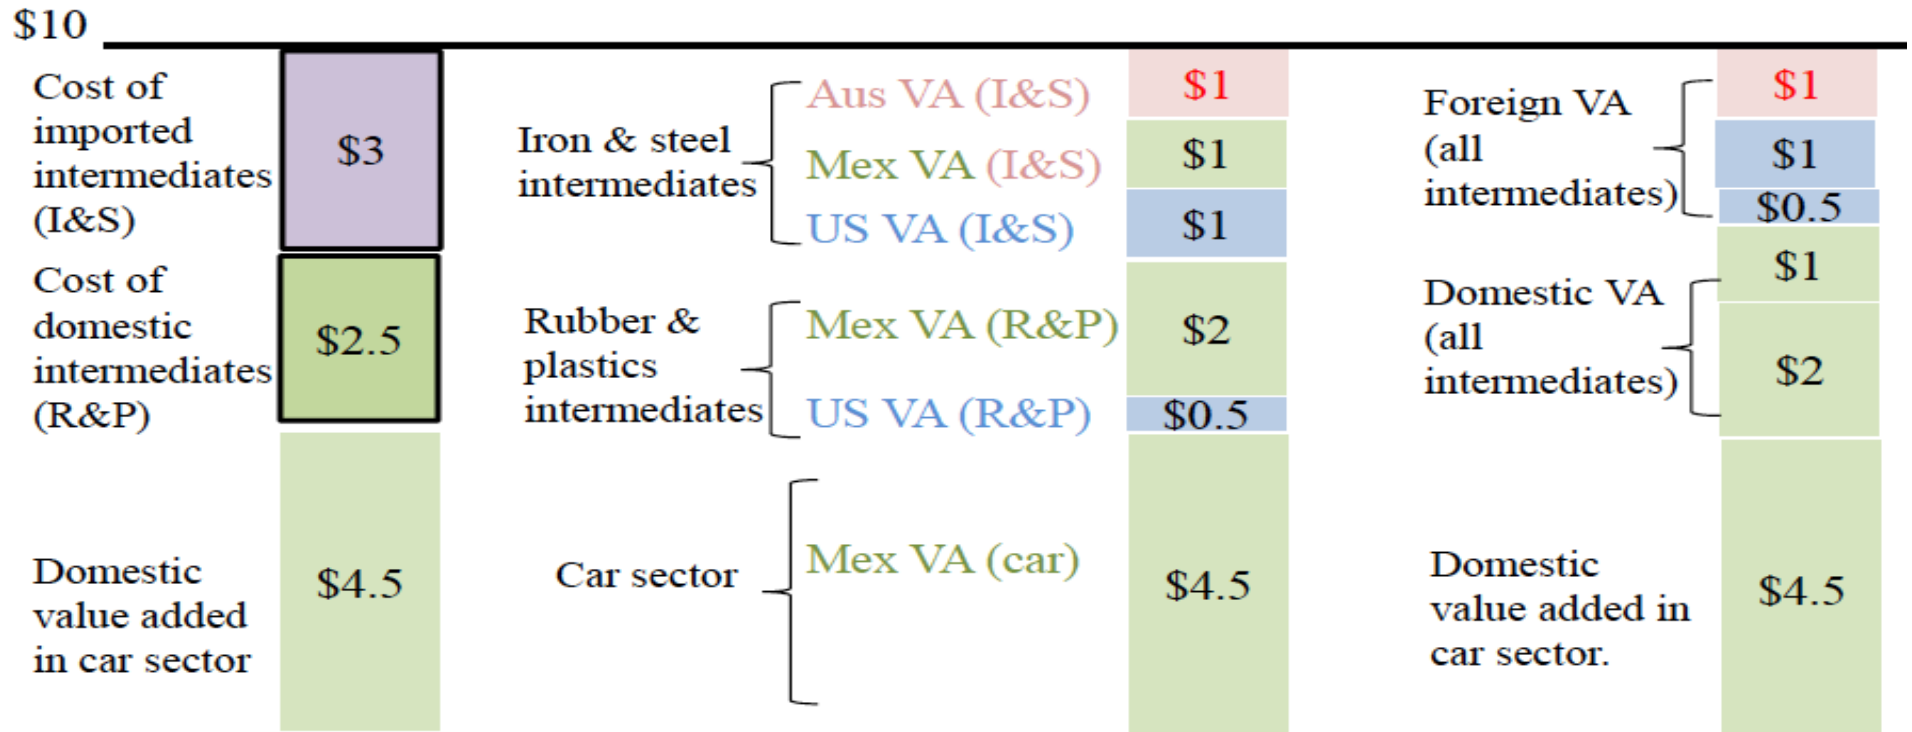 $10
Cost of
imported
intermediates
(I&S)
$3
Cost of
domestic
intermediates
(R&P)
$2.5
Domestic
value added
in car sector
$4.5
Iron & steel
intermediates
Aus VA (I&S)
$1
Mex VA (I&S)
$1
US VA (I&S)
$1
Rubber &
plastics
intermediates
Mex VA (R&P)
$2
US VA (R&P)
$0.5
Car sector
Mex VA (car)
$4.5
Foreign VA
(all
intermediates)
$1
$1
$0.5
Domestic VA
(all
intermediates)
$1
$2
Domestic
value added in
car sector.
$4.5